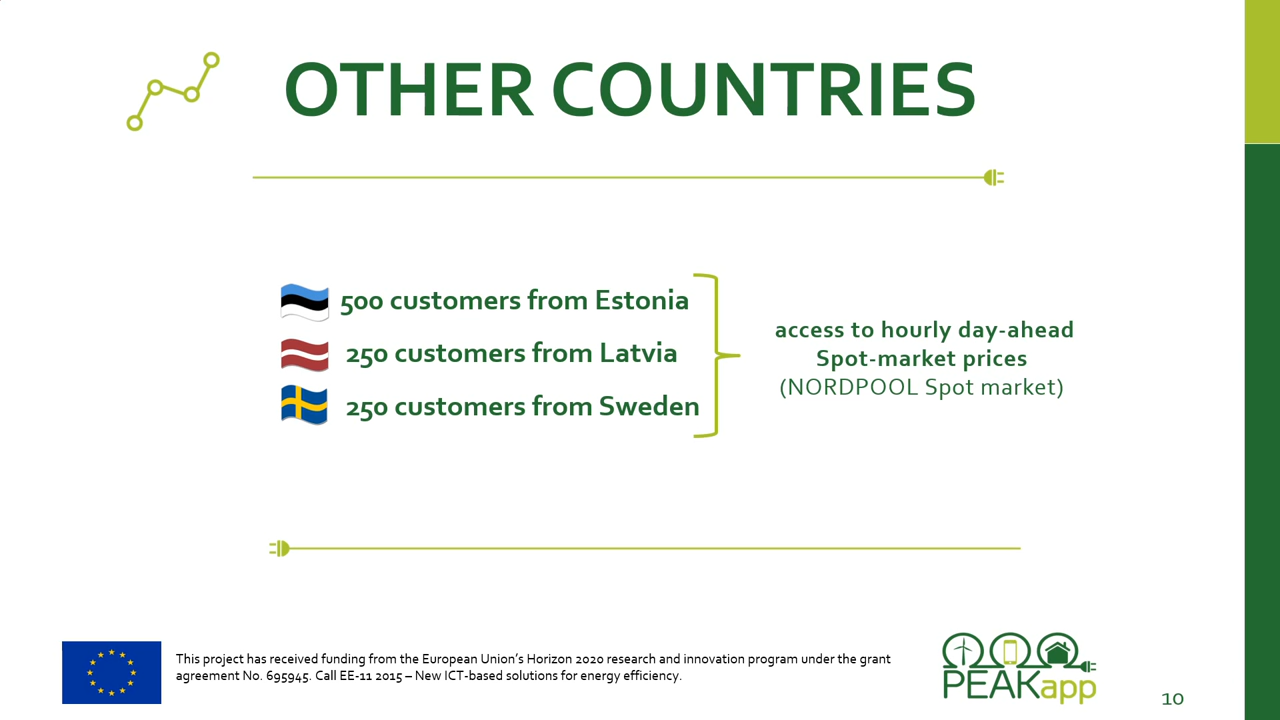 OTHER COUNTRIES
500 customers from Estonia
250 customers from Latvia
250 customers from Sweden
access to hourly day-ahead
Spot-market prices
(NORDPOOL Spot market)
This project has received funding from the European Union's Horizon 2020 research and innovation program under the grant
agreement No. 695945. Call EE-11 2015 – New ICT-based solutions for energy efficiency.
PEAKapp
10